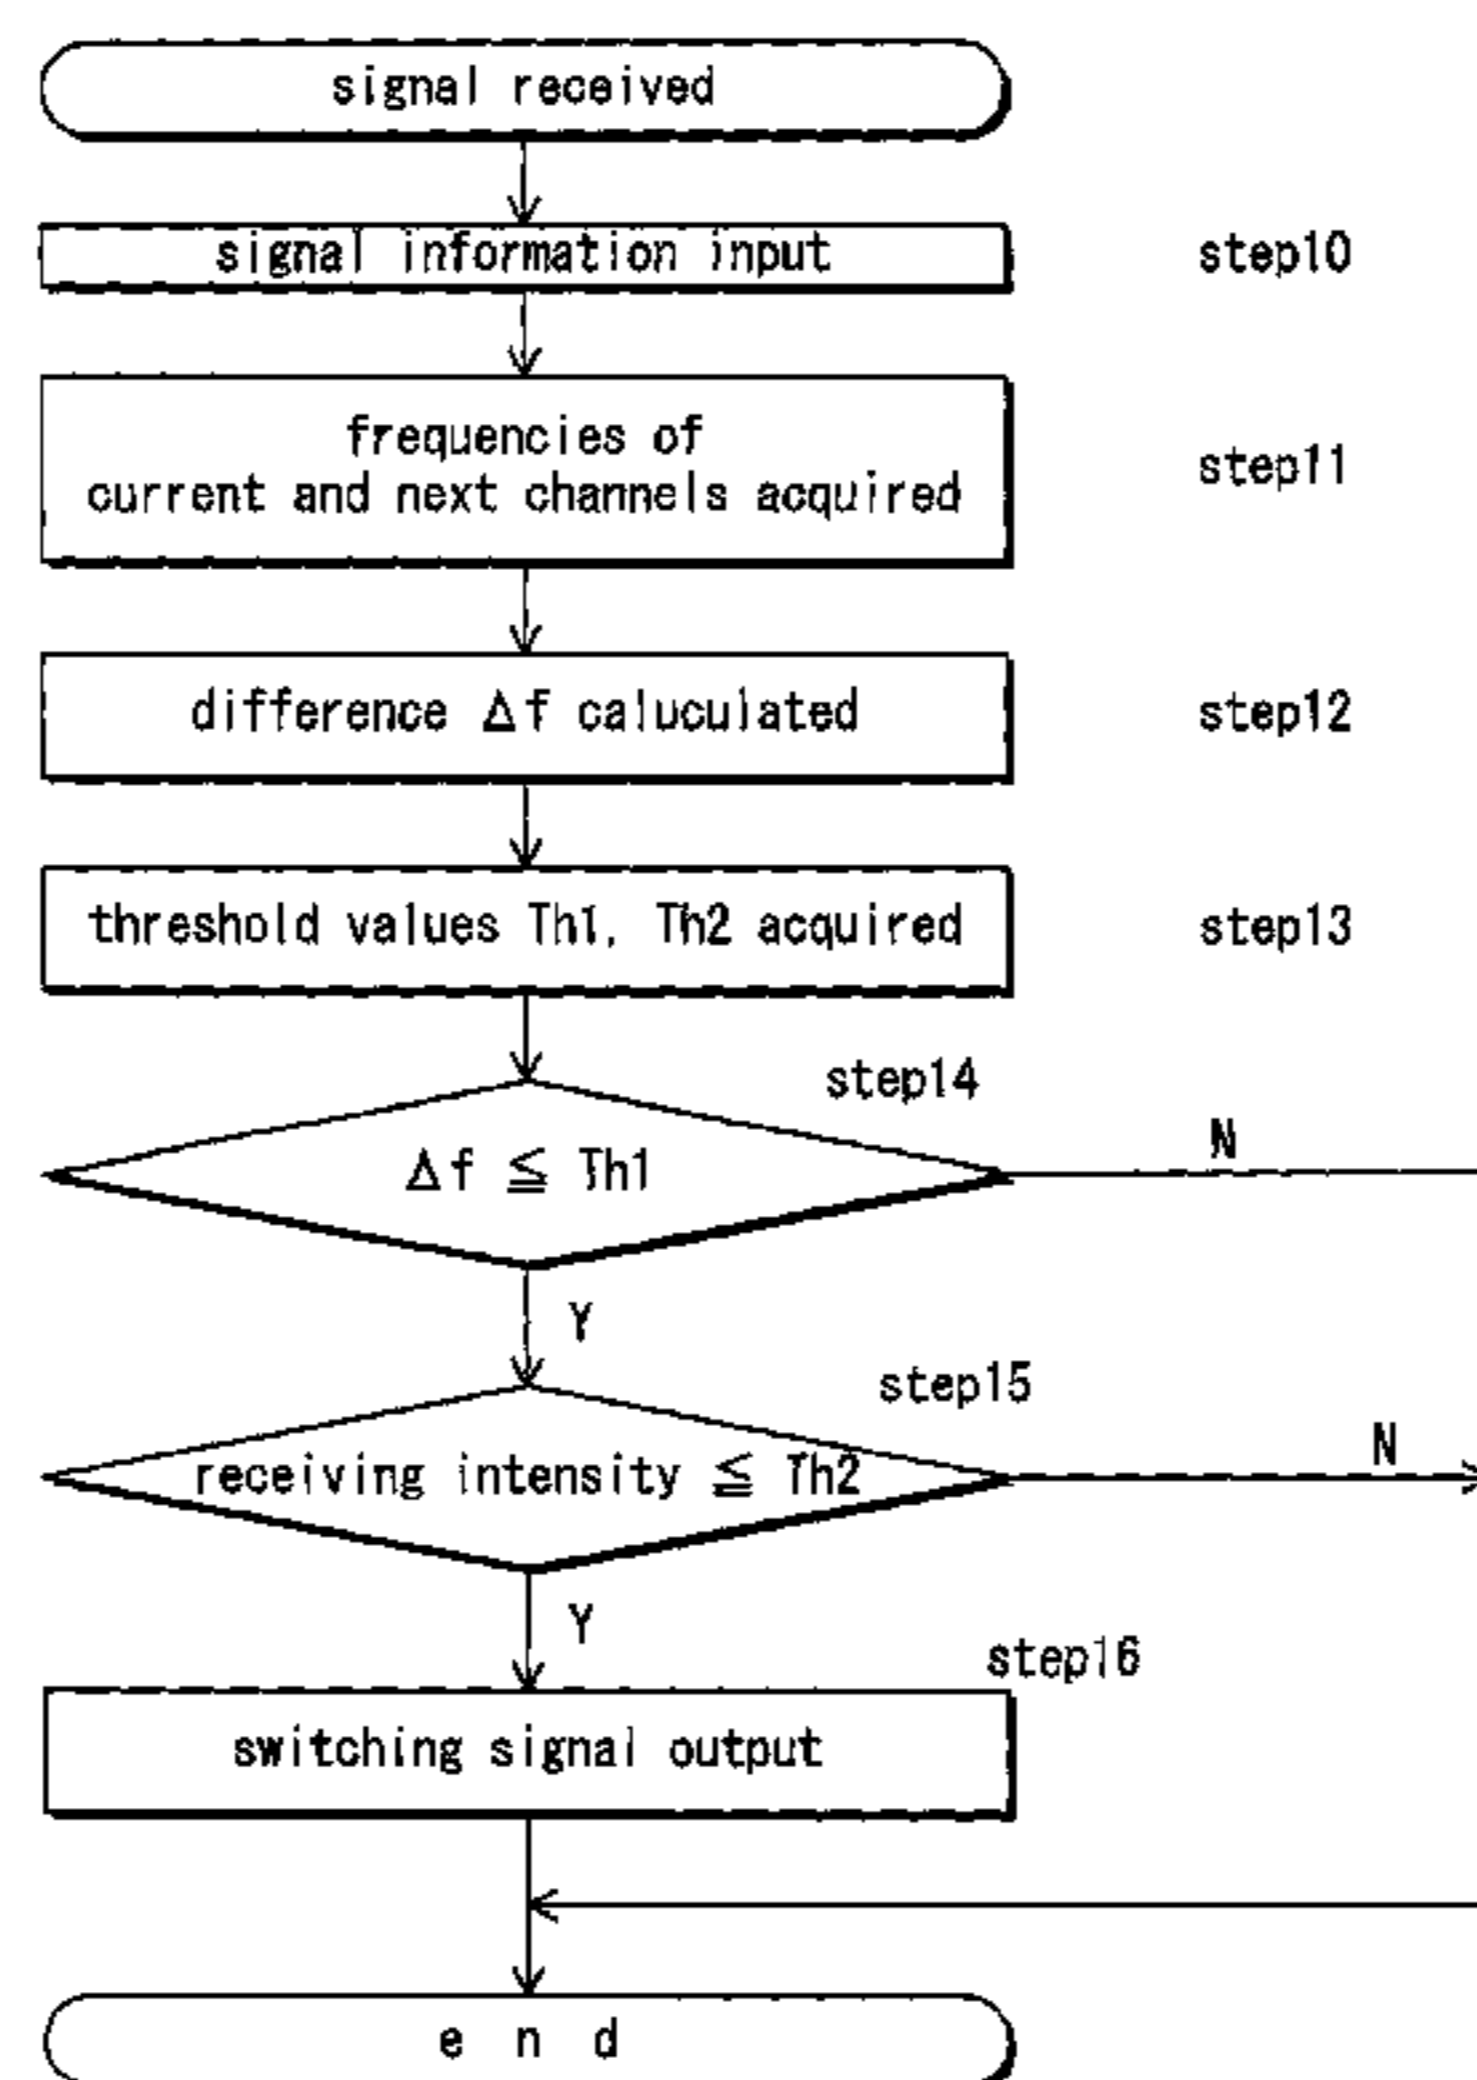 signal received
signal information input
step10
frequencies of
current and next channels acquired
step11
difference Δf caluculated
step12
threshold values Th1, Th2 acquired
step13
step14
Δf ≦ Th1
N
Y
step15
receiving intensity ≦ Th2
N
Y
step16
switching signal output
e n d